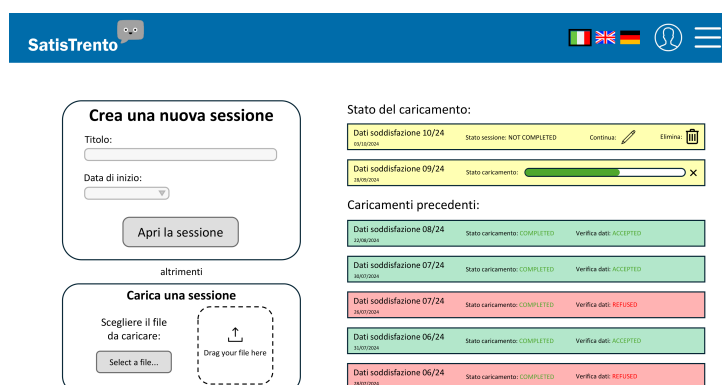 SatisTrento
Crea una nuova sessione
Titolo:
Data di inizio:
Apri la sessione
altrimenti
Carica una sessione
Scegliere il file
da caricare:
Select a file...
Drag your file here
Stato del caricamento:
Dati soddisfazione 10/24
03/10/2024
Stato sessione: NOT COMPLETED
Continua:
Elimina:
Dati soddisfazione 09/24
28/09/2024
Stato caricamento:
Caricamenti precedenti:
Dati soddisfazione 08/24
22/08/2024
Stato caricamento: COMPLETED
Verifica dati: ACCEPTED
Dati soddisfazione 07/24
30/07/2024
Stato caricamento: COMPLETED
Verifica dati: ACCEPTED
Dati soddisfazione 07/24
26/07/2024
Stato caricamento: COMPLETED
Verifica dati: REFUSED
Dati soddisfazione 06/24
31/07/2024
Stato caricamento: COMPLETED
Verifica dati: ACCEPTED
Dati soddisfazione 06/24
28/07/2024
Stato caricamento: COMPLETED
Verifica dati: REFUSED